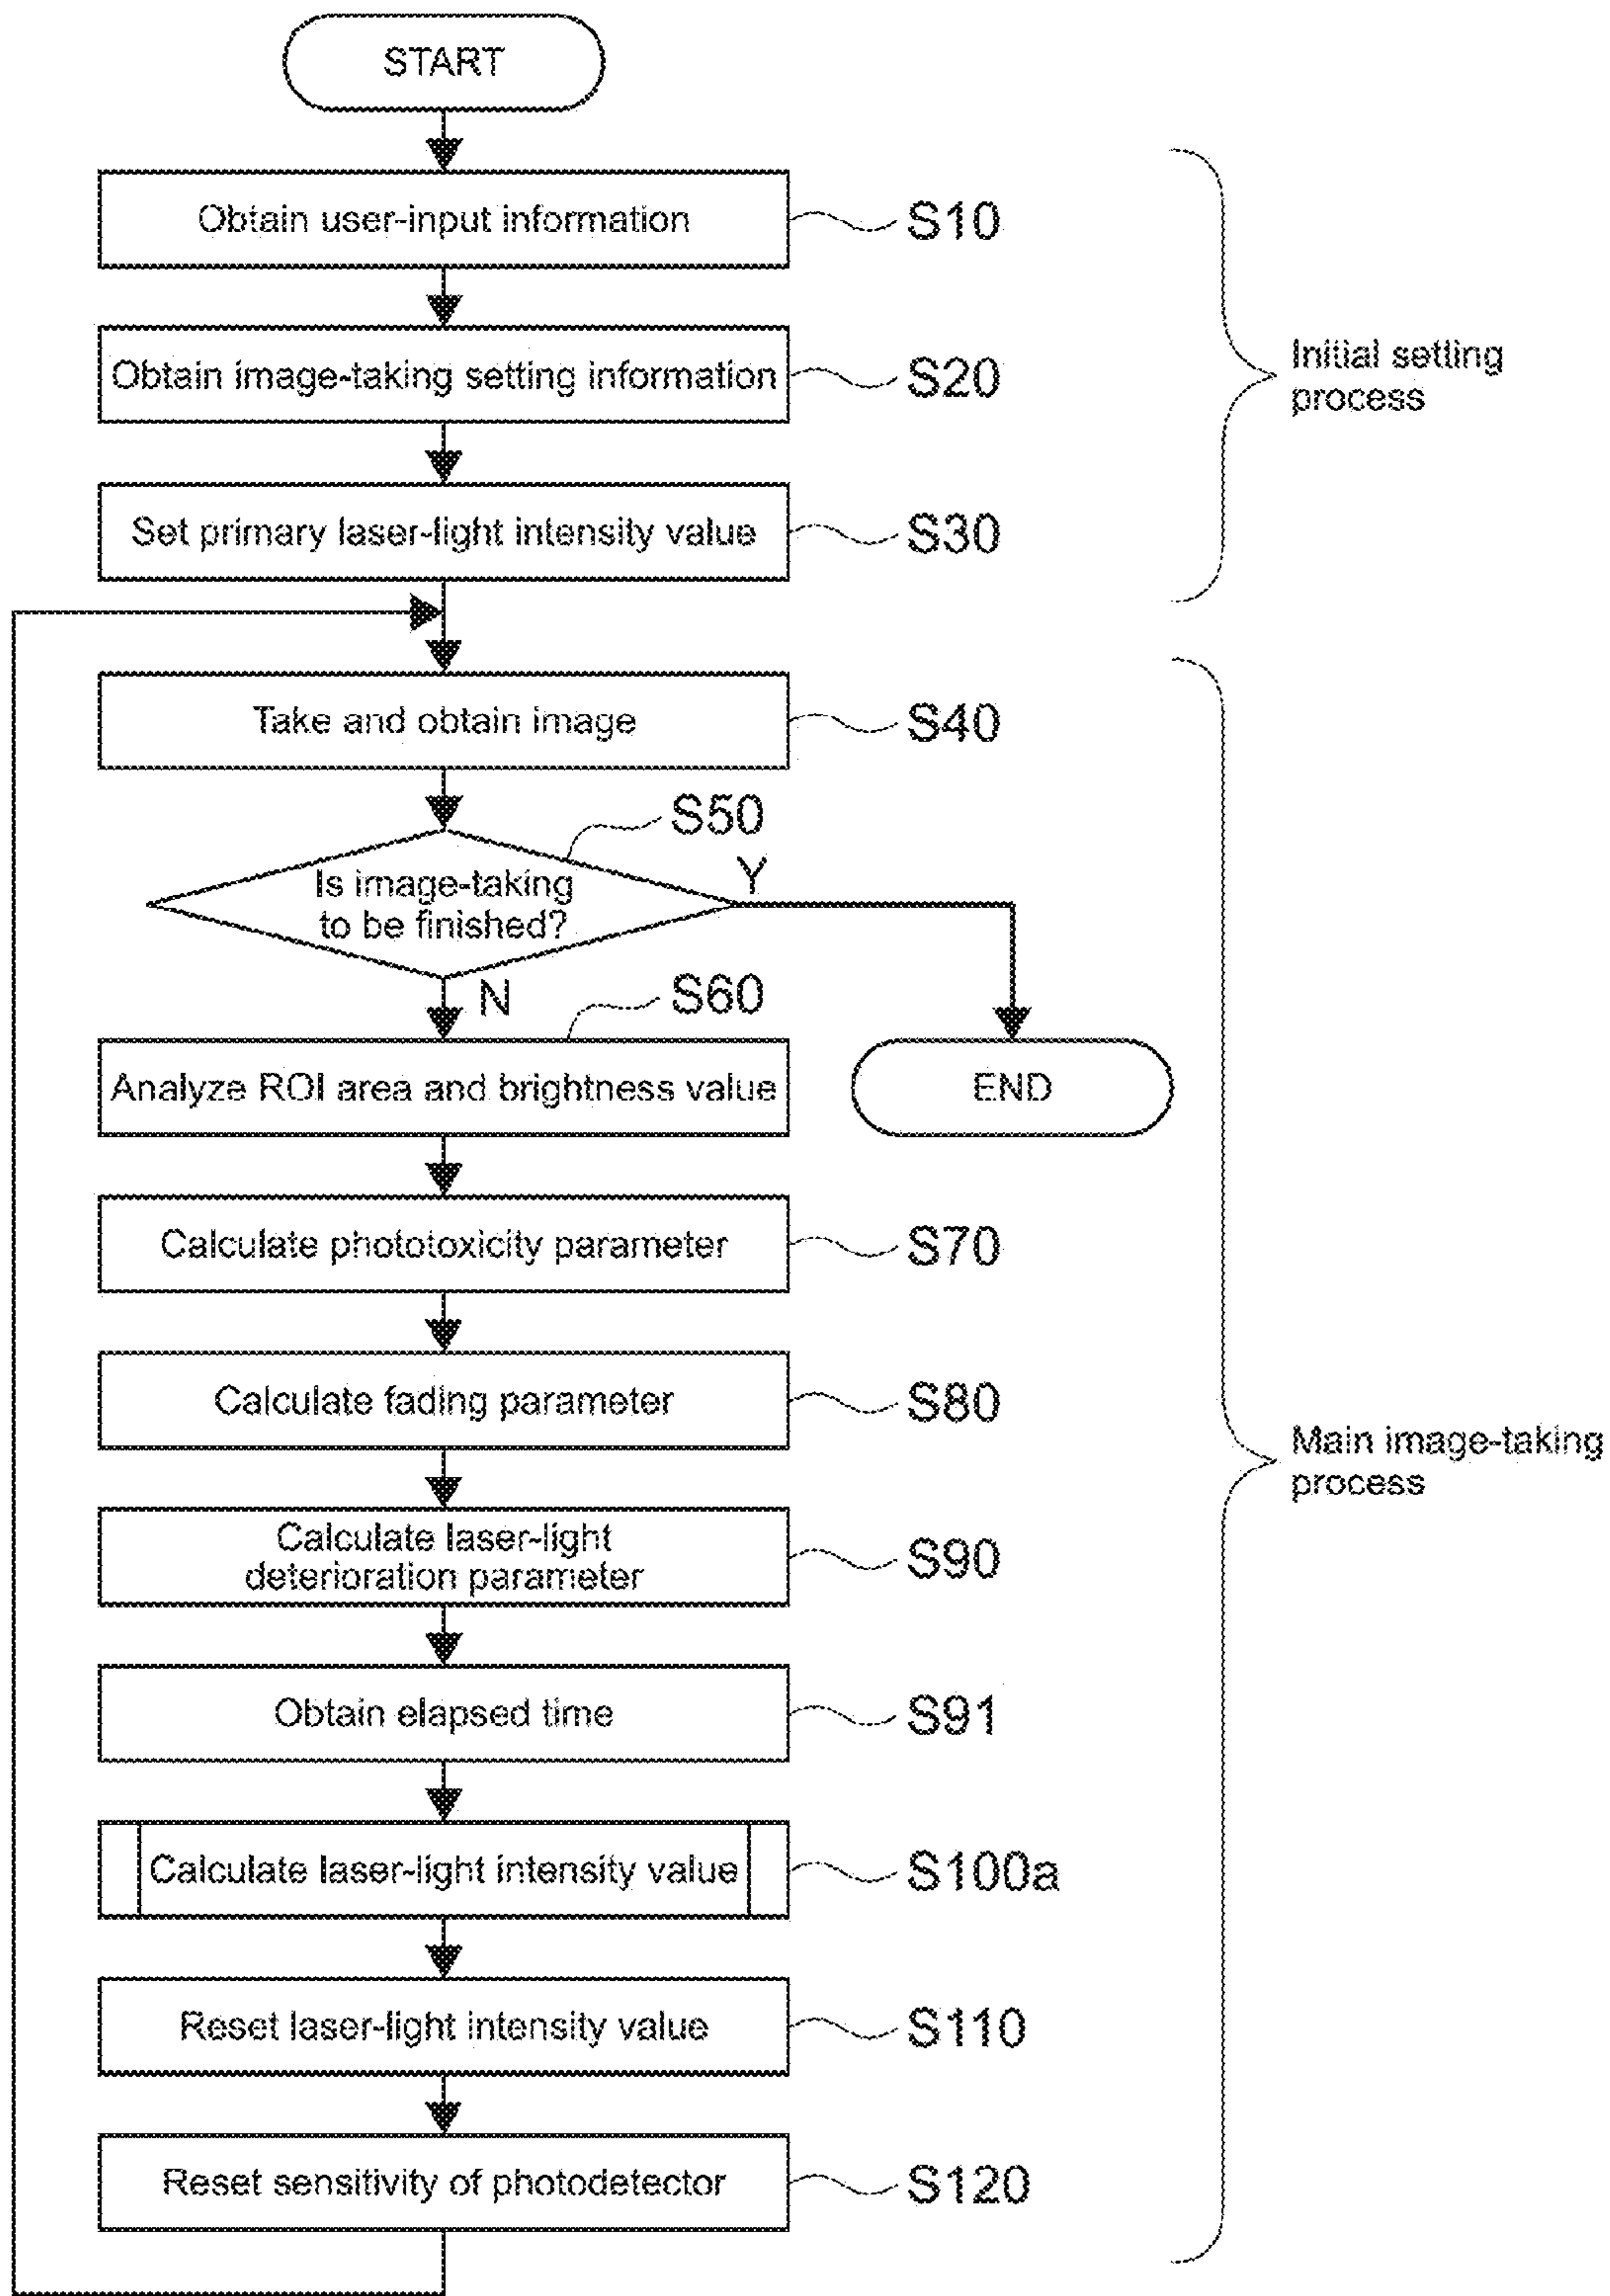 START
Obtain user-input information
S10
Obtain image-taking setting information
S20
Initial setting
process
Set primary laser-light intensity value
S30
Take and obtain image
S40
S50
Is image-taking
to be finished?
Y
N
S60
Analyze ROI area and brightness value
END
Calculate phototoxicity parameter
S70
Calculate fading parameter
S80
Main image-taking
process
Calculate laser-light
deterioration parameter
S90
Obtain elapsed time
S91
Calculate laser-light intensity value
S100a
Reset laser-light intensity value
S110
Reset sensitivity of photodetector
S120